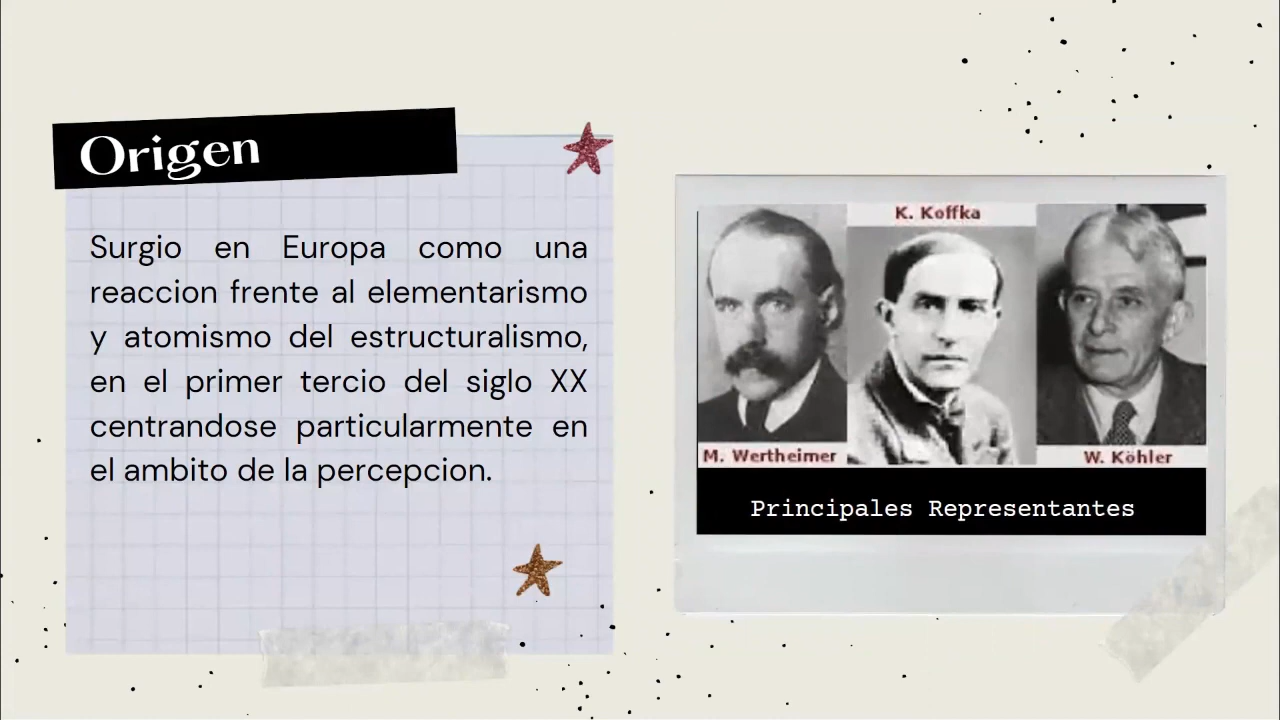 Origen
Surgio en Europa como una
reaccion frente al elementarismo
y atomismo del estructuralismo,
en el primer tercio del siglo XX
centrandose particularmente en
el ambito de la percepcion.
K. Koffka
M. Wertheimer
W. Köhler
Principales Representantes